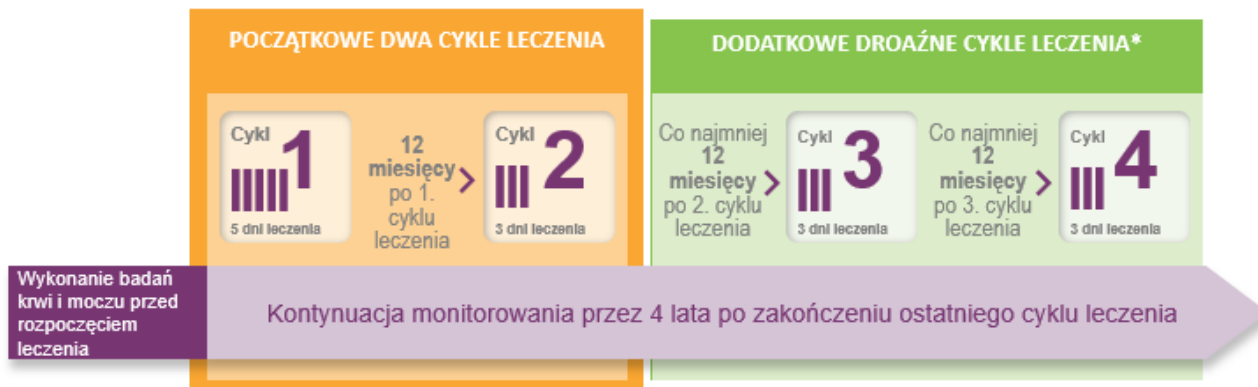 POCZĄTKOWE DWA CYKLE LECZENIA
DODATKOWE DROAŹNE CYKLE LECZENIA*
Cykl 1
5 dni leczenia
12
miesięcy
po 1.
cyklu
leczenia
Cykl 2
3 dni leczenia
Co najmniej
12
miesięcy
po 2. cyklu
leczenia
Cykl 3
3 dni leczenia
Co najmniej
12
miesięcy
po 3. cyklu
leczenia
Cykl 4
3 dni leczenia
Wykonanie badań
krwi i moczu przed
rozpoczęciem
leczenia
Kontynuacja monitorowania przez 4 lata po zakończeniu ostatniego cyklu leczenia